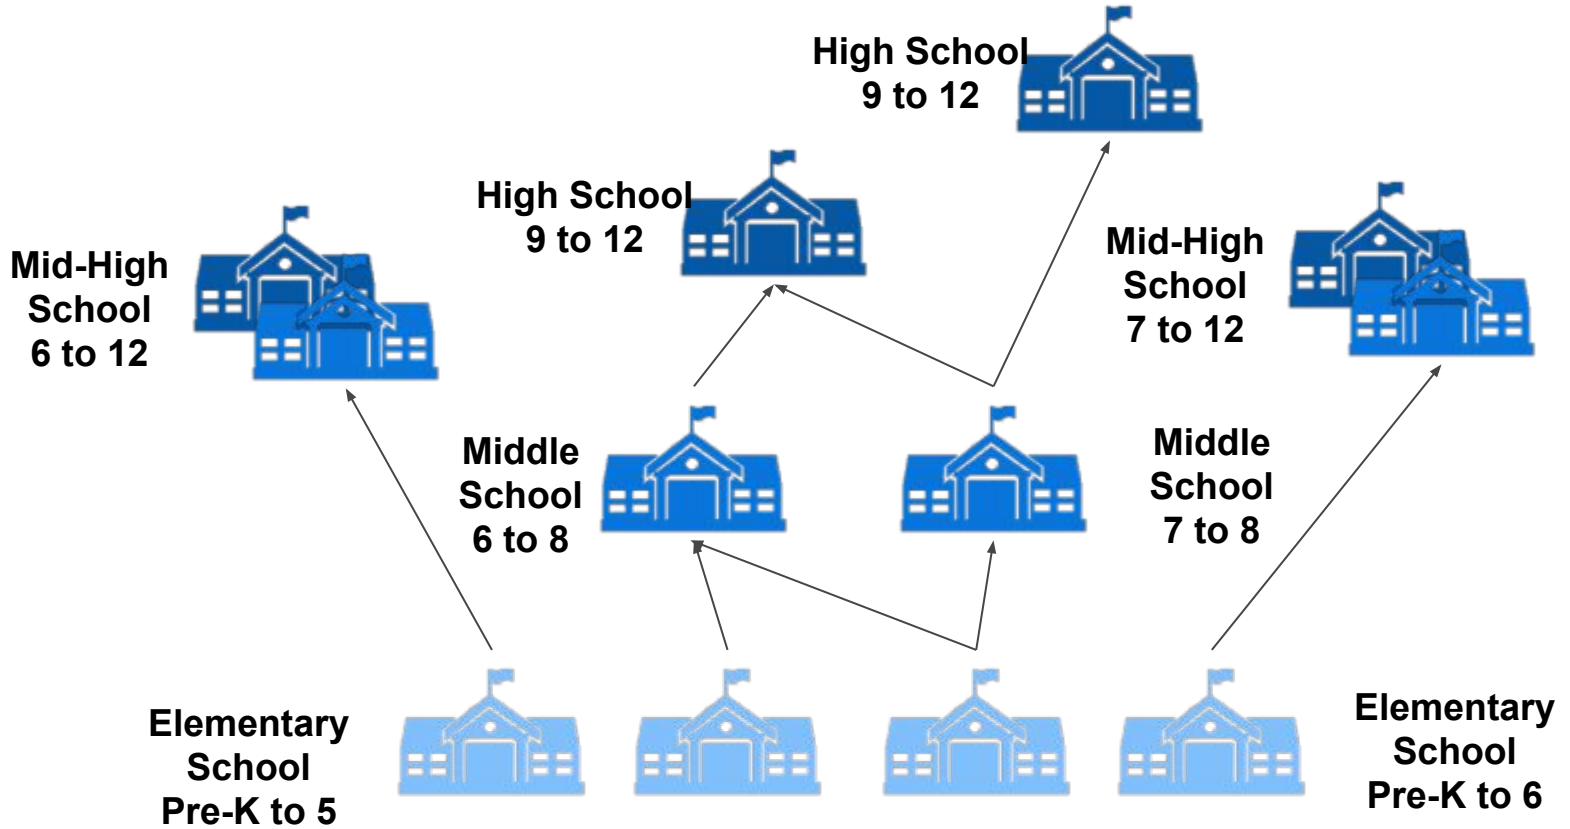 High School
9 to 12
High School
9 to 12
Mid-High
School
6 to 12
Mid-High
School
7 to 12
Middle
School
6 to 8
Middle
School
7 to 8
Elementary
School
Pre-K to 5
Elementary
School
Pre-K to 6